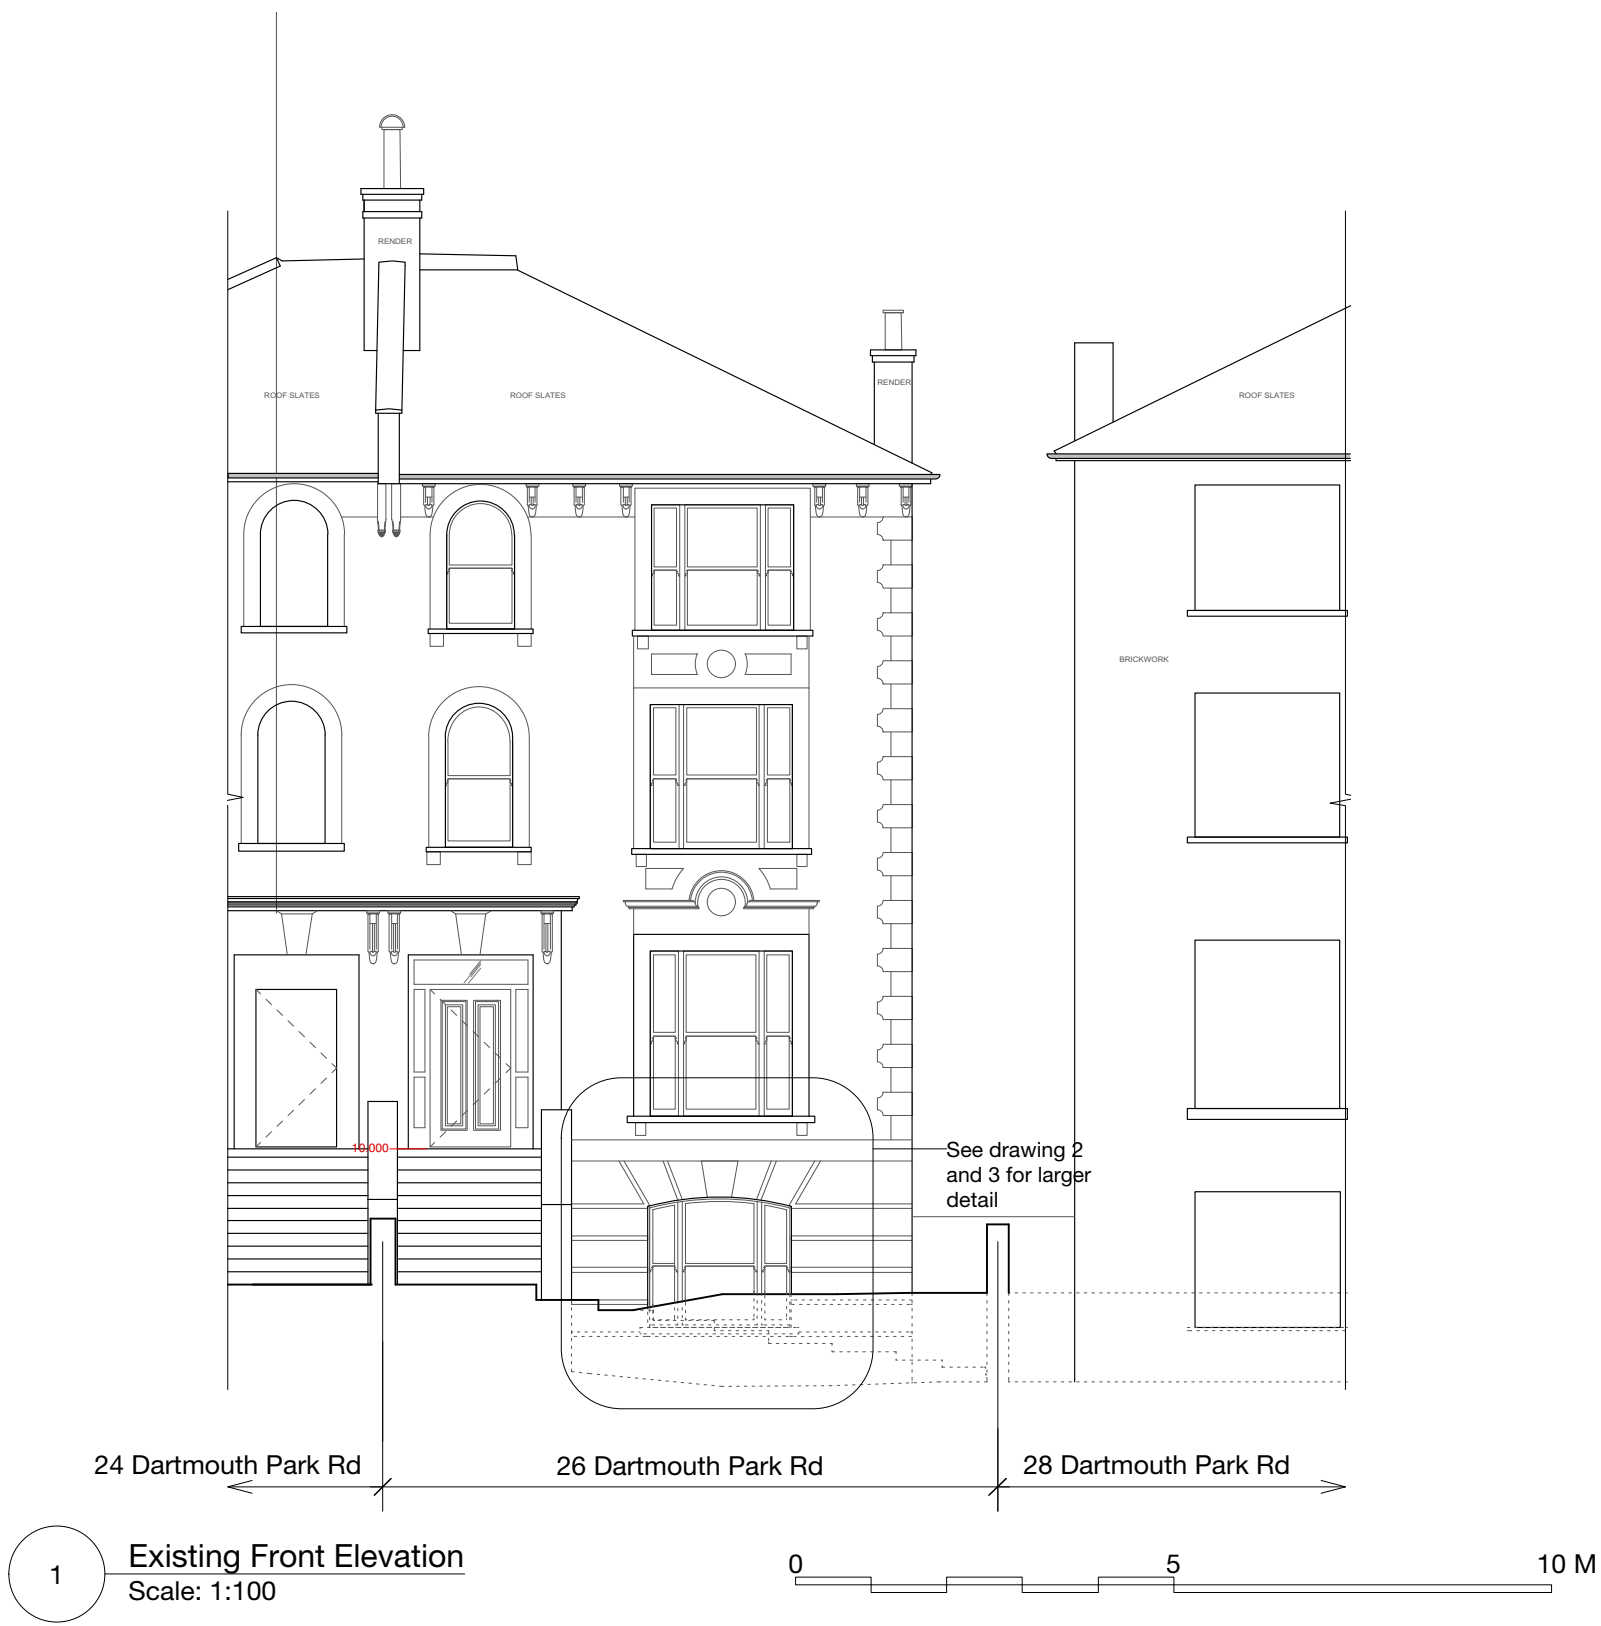 RENDER
RENDER
ROOF SLATES
ROOF SLATES
ROOF SLATES
BRICKWORK
10.000
See drawing 2
and 3 for larger
detail
24 Dartmouth Park Rd
26 Dartmouth Park Rd
28 Dartmouth Park Rd
1
Existing Front Elevation
Scale: 1:100
0 5 10 M